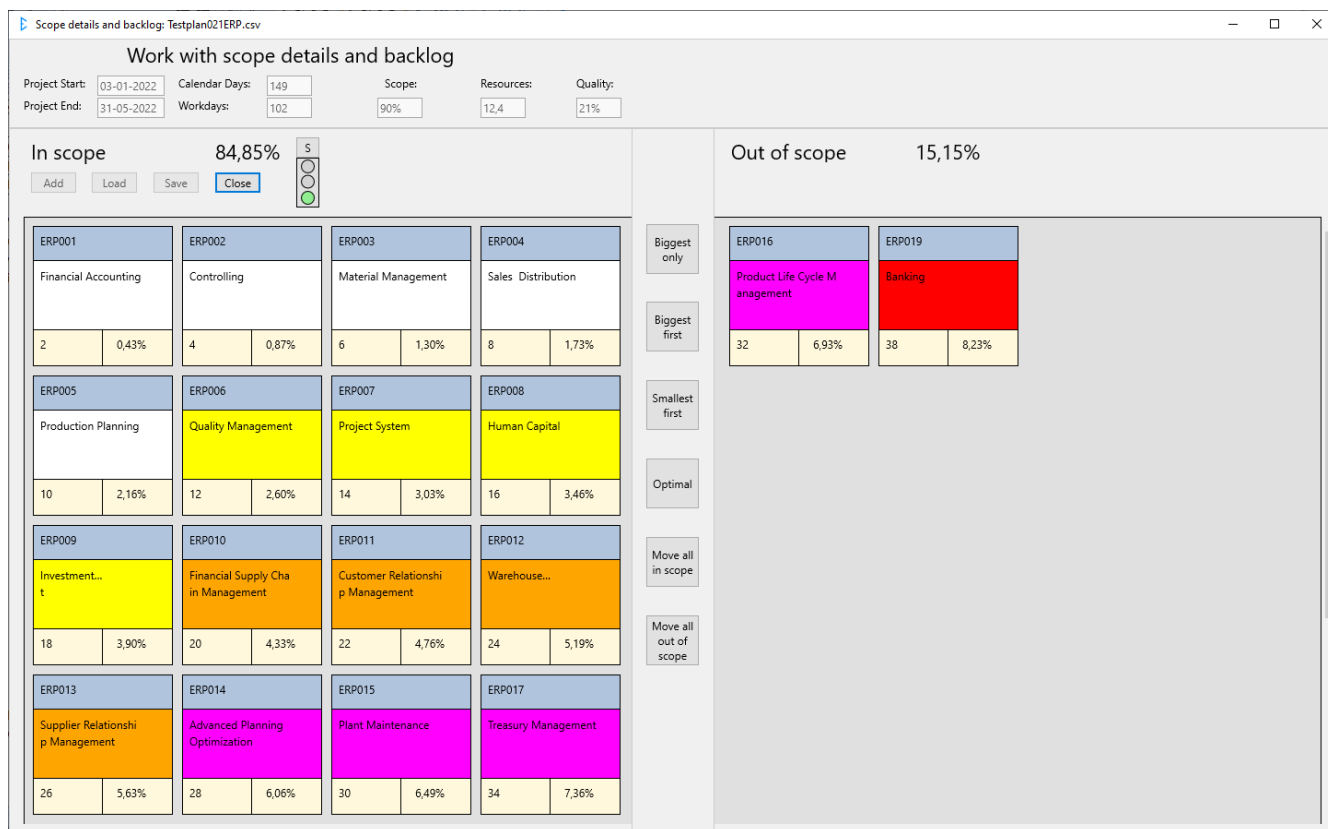 Scope details and backlog: Testplan021ERP.csv
Work with scope details and backlog
Project Start: 03-01-2022 Calendar Days: 149 Scope: Resources: Quality:
Project End: 31-05-2022 Workdays: 102 90% 12,4 21%
In scope 84,85% S
Add Load Save Close
Out of scope 15,15%
ERP001 ERP002 ERP003 ERP004
Financial Accounting Controlling Material Management Sales Distribution
2 0,43% 4 0,87% 6 1,30% 8 1,73%
ERP005 ERP006 ERP007 ERP008
Production Planning Quality Management Project System Human Capital
10 2,16% 12 2,60% 14 3,03% 16 3,46%
ERP009 ERP010 ERP011 ERP012
Investment... Financial Supply Cha Customer Relationshi Warehouse...
t in Management p Management
18 3,90% 20 4,33% 22 4,76% 24 5,19%
ERP013 ERP014 ERP015 ERP017
Supplier Relationshi Advanced Planning Plant Maintenance Treasury Management
p Management Optimization
26 5,63% 28 6,06% 30 6,49% 34 7,36%
Biggest
only
Biggest
first
Smallest
first
Optimal
Move all
in scope
Move all
out of
scope
ERP016 ERP019
Product Life Cycle M Banking
anagement
32 6,93% 38 8,23%